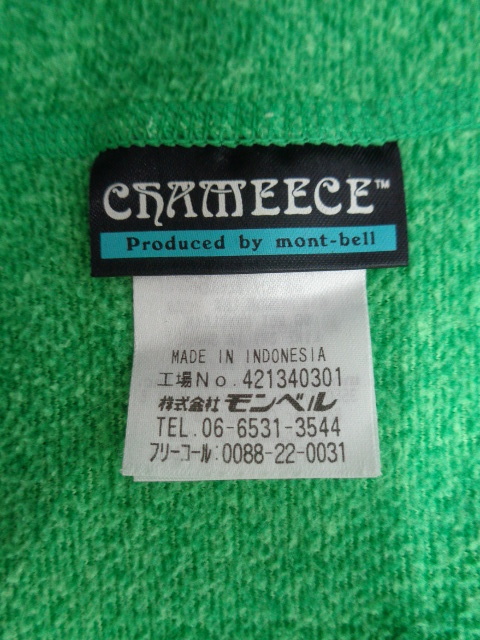 CHAMEECE™
Produced by mont-bell
MADE IN INDONESIA
工場No.421340301
株式会社 モンベル
TEL. 06-6531-3544
フリーコール:0088-22-0031